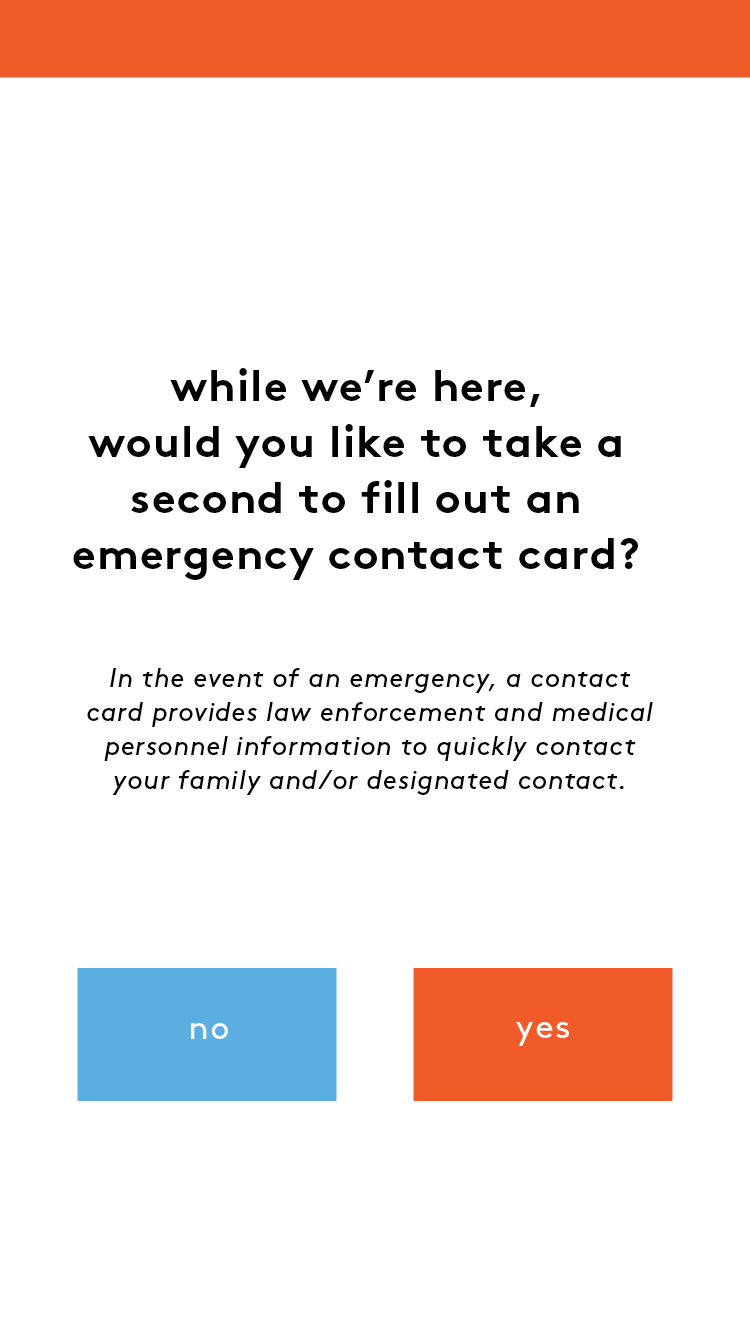 while we’re here,
would you like to take a
second to fill out an
emergency contact card?
In the event of an emergency, a contact
card provides law enforcement and medical
personnel information to quickly contact
your family and/or designated contact.
no
yes